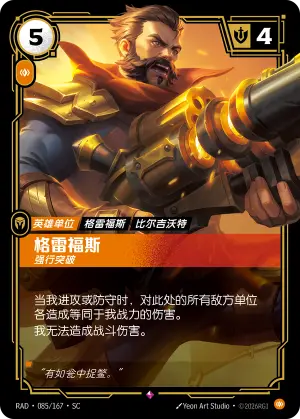 5
4
英雄单位 格雷福斯 比尔吉沃特
格雷福斯
强行突破
当我进攻或防守时，对此处的所有敌方单位
各造成等同于我战力的伤害。
我无法造成战斗伤害。
"有如瓮中捉鳖。"
RAD · 085/167 · SC
Yeon Art Studio · ©2026RGI